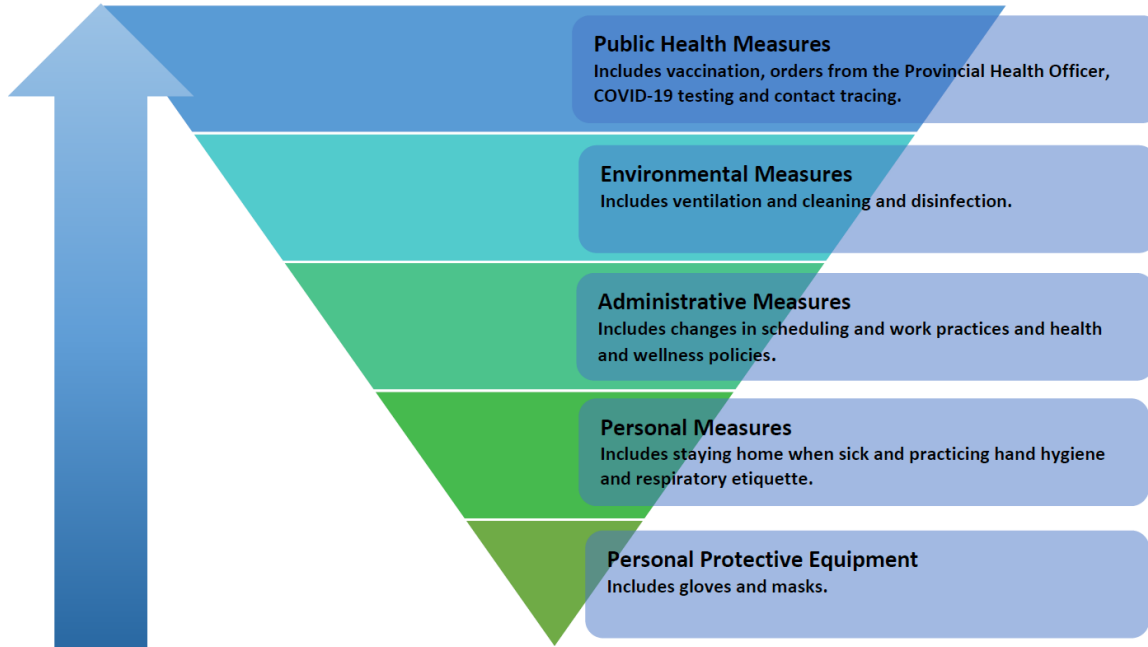 Public Health Measures
Includes vaccination, orders from the Provincial Health Officer,
COVID-19 testing and contact tracing.
Environmental Measures
Includes ventilation and cleaning and disinfection.
Administrative Measures
Includes changes in scheduling and work practices and health
and wellness policies.
Personal Measures
Includes staying home when sick and practicing hand hygiene
and respiratory etiquette.
Personal Protective Equipment
Includes gloves and masks.